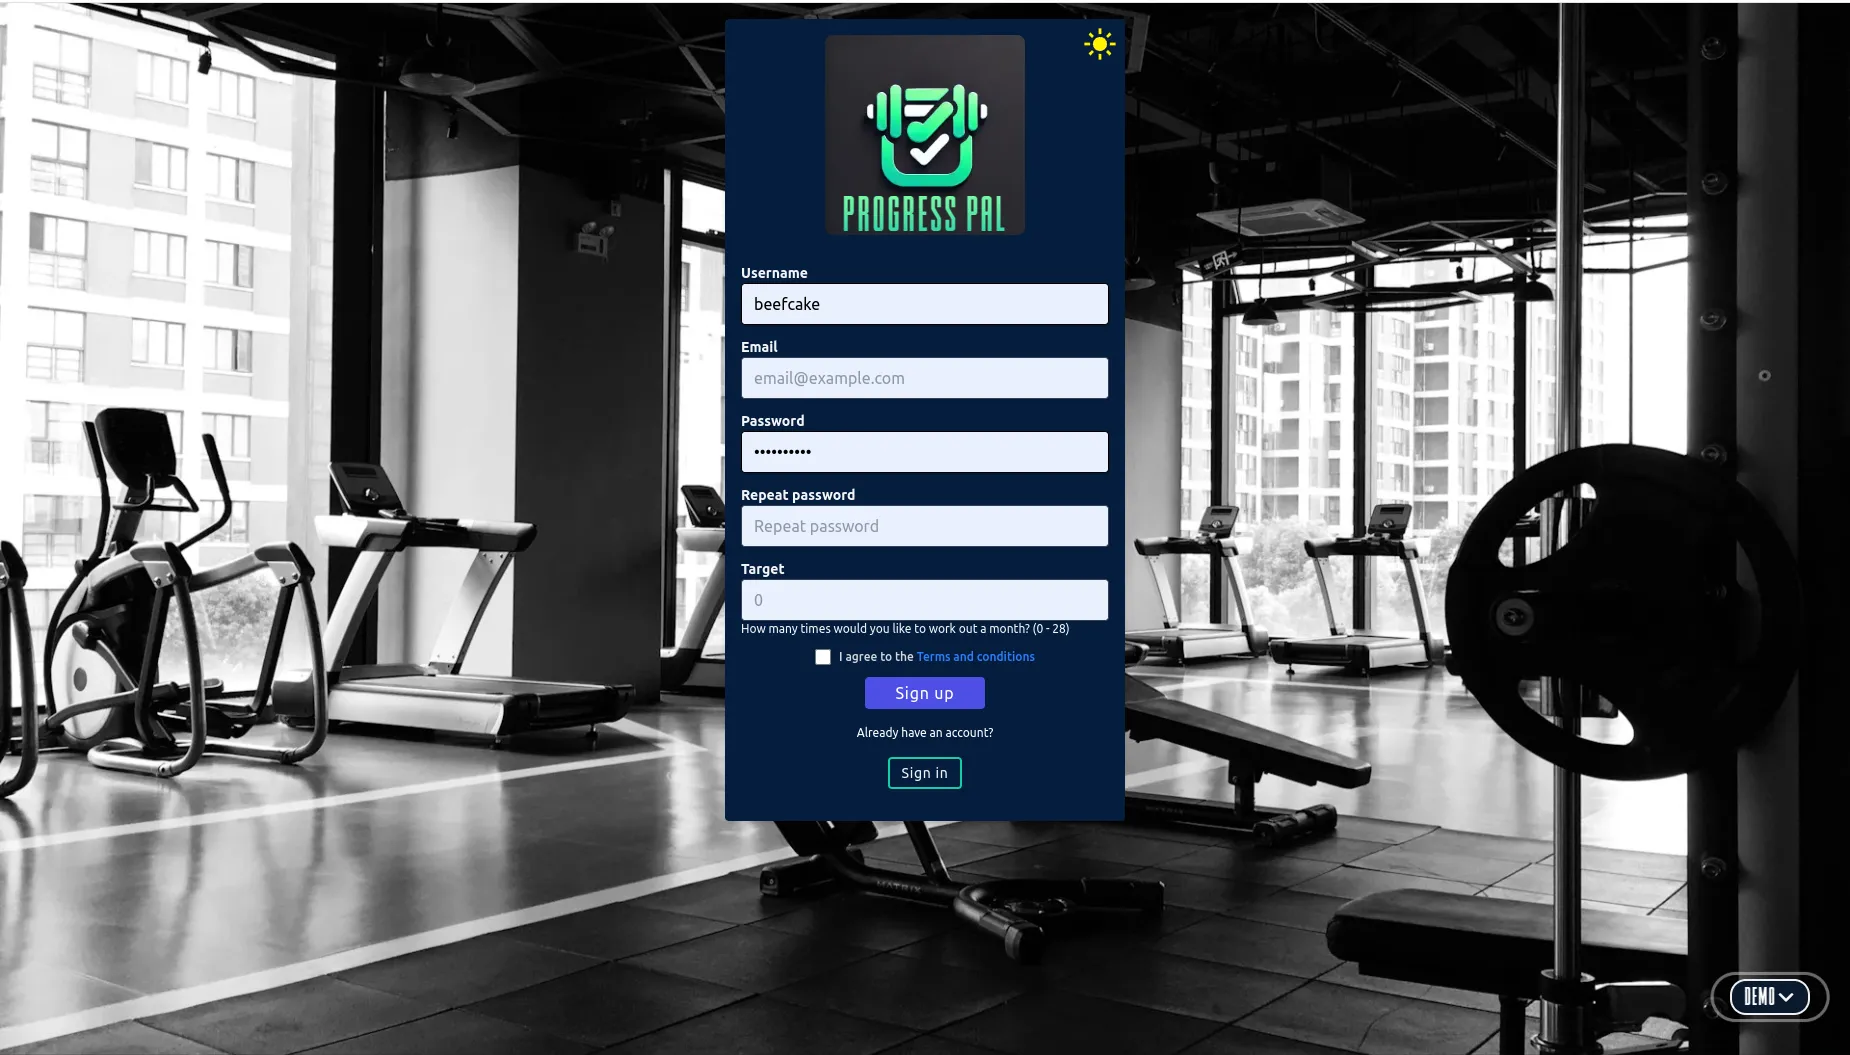 PROGRESS PAL
Username
beefcake
Email
email@example.com
Password
••••••••••
Repeat password
Repeat password
Target
0
How many times would you like to work out a month? (0 - 28)
I agree to the Terms and conditions
Sign up
Already have an account?
Sign in
MATRIX
DEMO